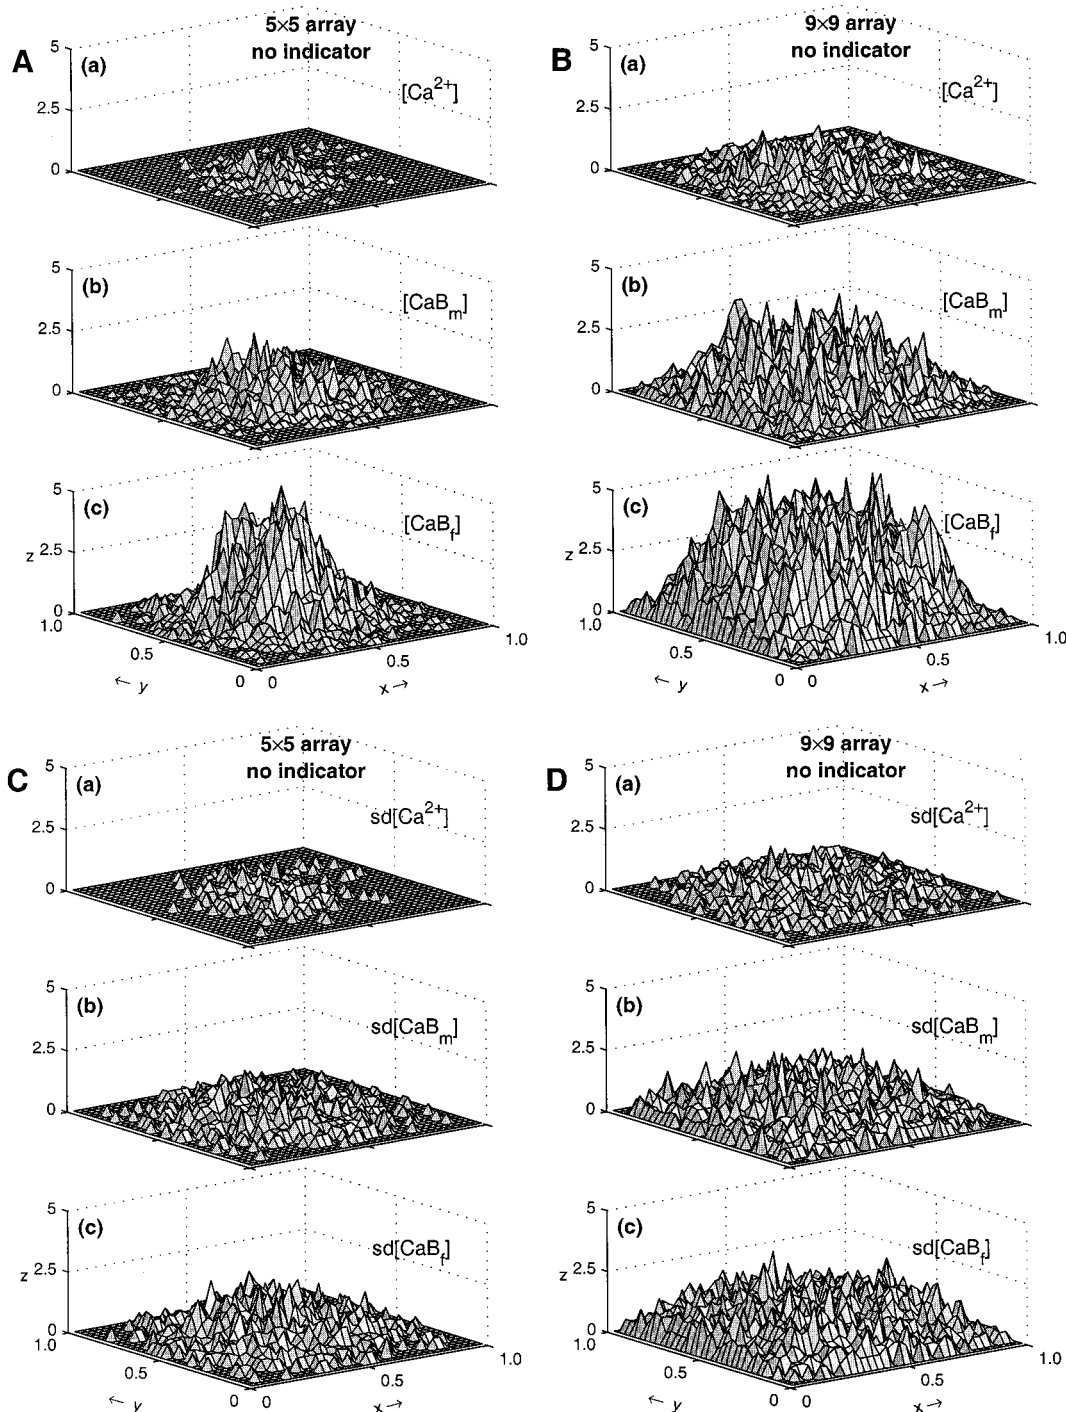 A
5×5 array
no indicator
(a)
[Ca2+]
5
2.5
0
(b)
[CaBm]
5
2.5
0
(c)
[CaBf]
5
2.5
z
0
1.0
0.5
0
← y
0
0.5
1.0
x →
B
9×9 array
no indicator
(a)
[Ca2+]
5
2.5
0
(b)
[CaBm]
5
2.5
0
(c)
[CaBf]
5
2.5
z
0
1.0
0.5
0
← y
0
0.5
1.0
x →
C
5×5 array
no indicator
(a)
sd[Ca2+]
5
2.5
0
(b)
sd[CaBm]
5
2.5
0
(c)
sd[CaBf]
5
2.5
z
0
1.0
0.5
0
← y
0
0.5
1.0
x →
D
9×9 array
no indicator
(a)
sd[Ca2+]
5
2.5
0
(b)
sd[CaBm]
5
2.5
0
(c)
sd[CaBf]
5
2.5
z
0
1.0
0.5
0
← y
0
0.5
1.0
x →